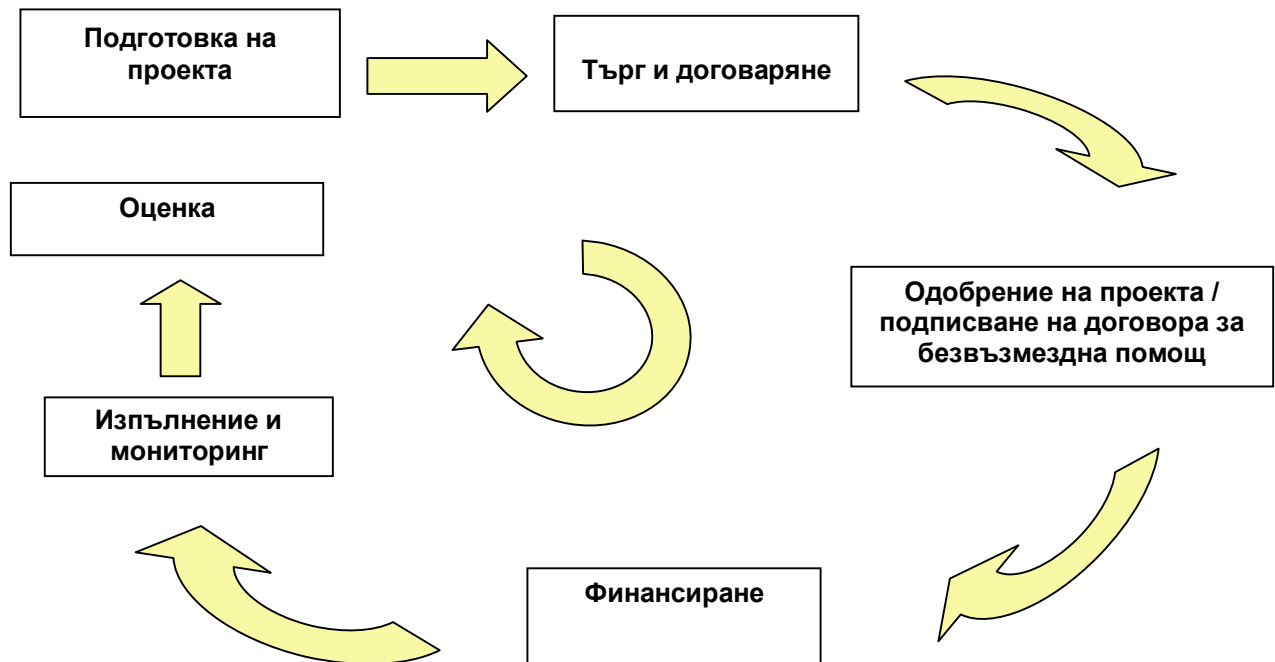 Подготовка на
проекта
Търг и договаряне
Оценка
Одобрение на проекта /
подписване на договора за
безвъзмездна помощ
Изпълнение и
мониторинг
Финансиране